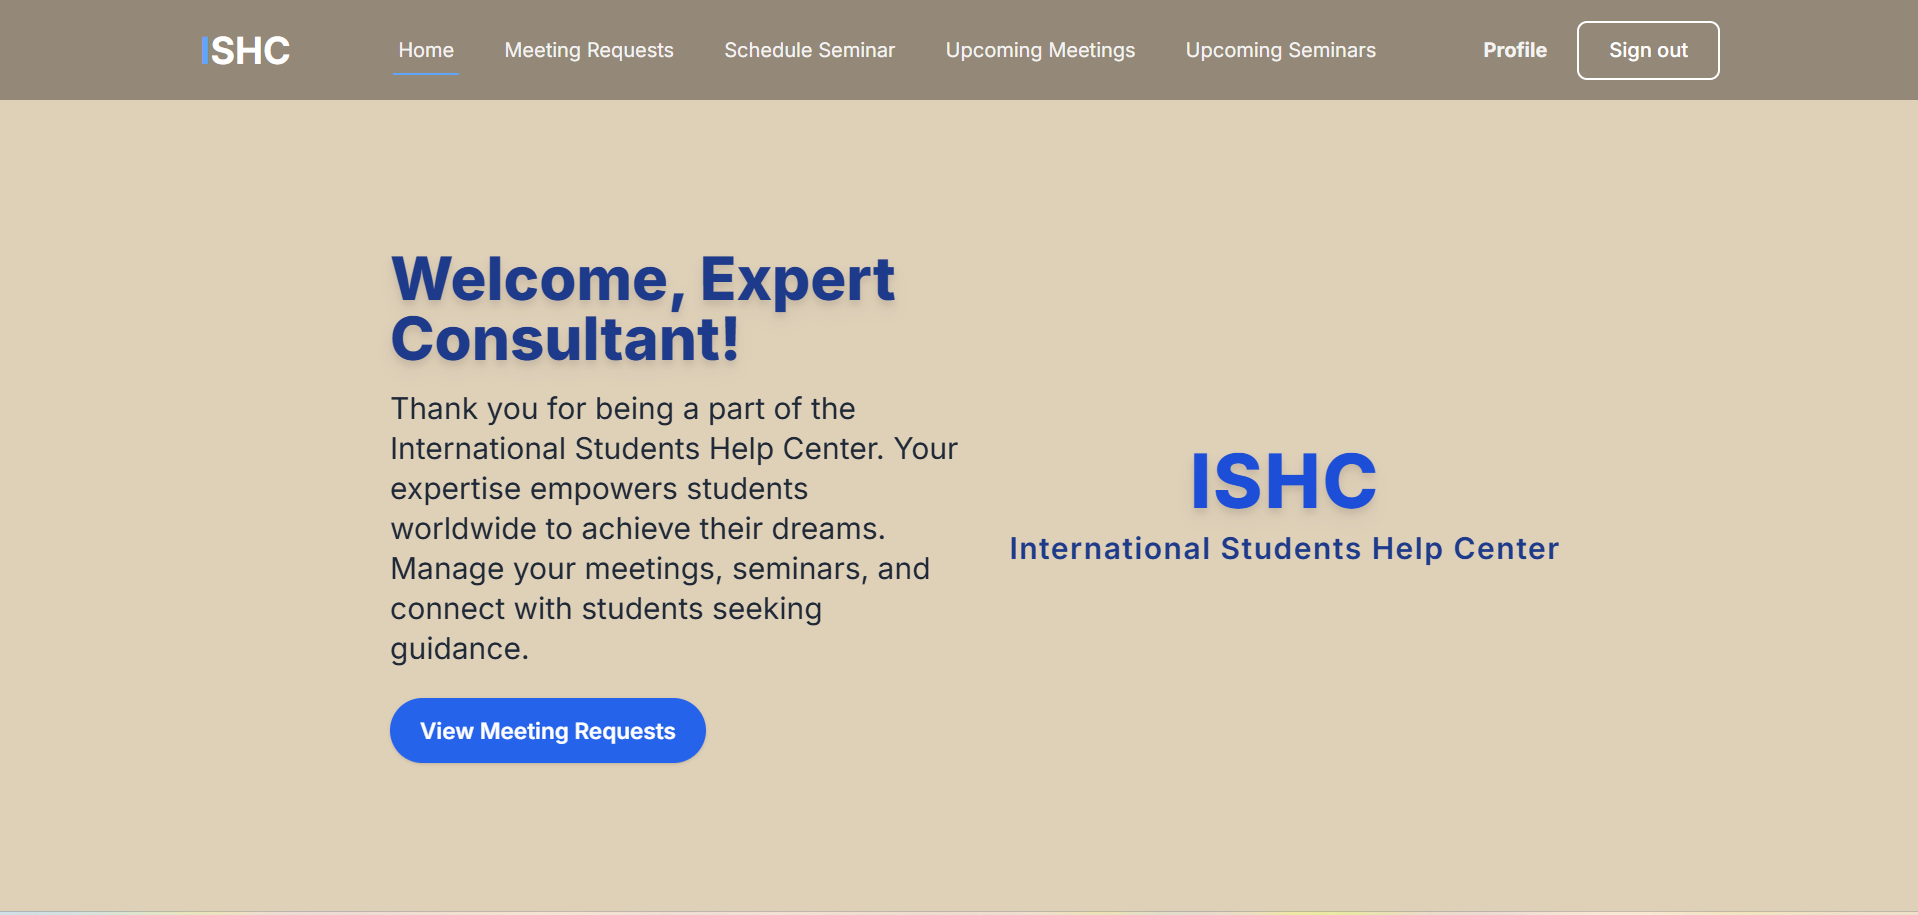 ISHC
Home
Meeting Requests
Schedule Seminar
Upcoming Meetings
Upcoming Seminars
Profile
Sign out
Welcome, Expert
Consultant!
Thank you for being a part of the
International Students Help Center. Your
expertise empowers students
worldwide to achieve their dreams.
Manage your meetings, seminars, and
connect with students seeking
guidance.
View Meeting Requests
ISHC
International Students Help Center